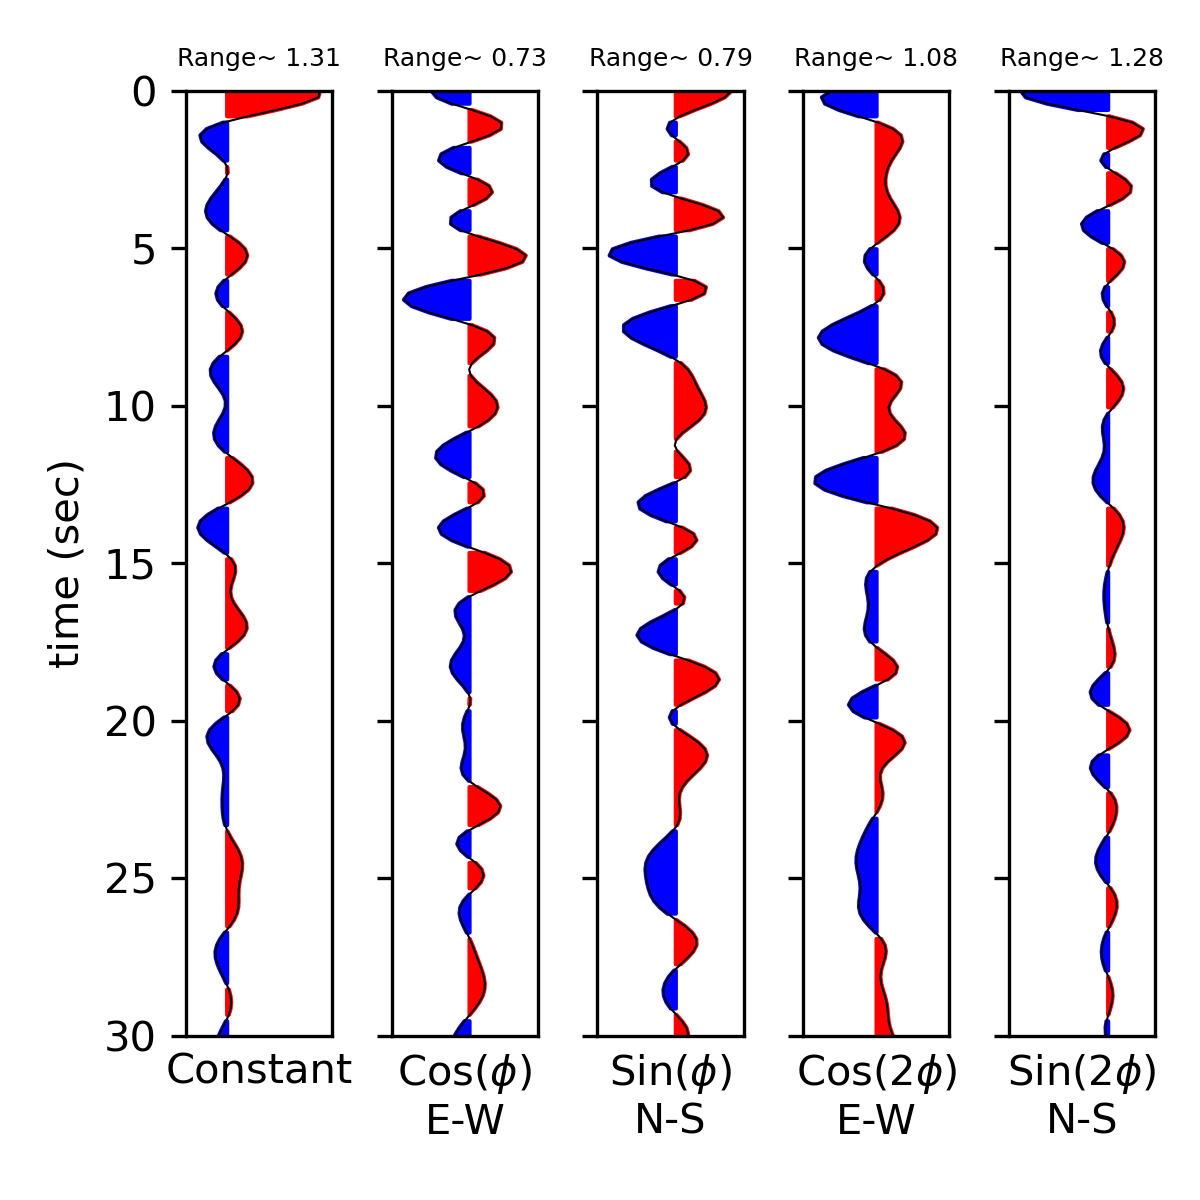 Range~ 1.31 Range~ 0.73 Range~ 0.79 Range~ 1.08 Range~ 1.28
0
5
10
15
20
25
30
time (sec)
Constant Cos(ϕ) Sin(ϕ) Cos(2ϕ) Sin(2ϕ)
E-W N-S E-W N-S